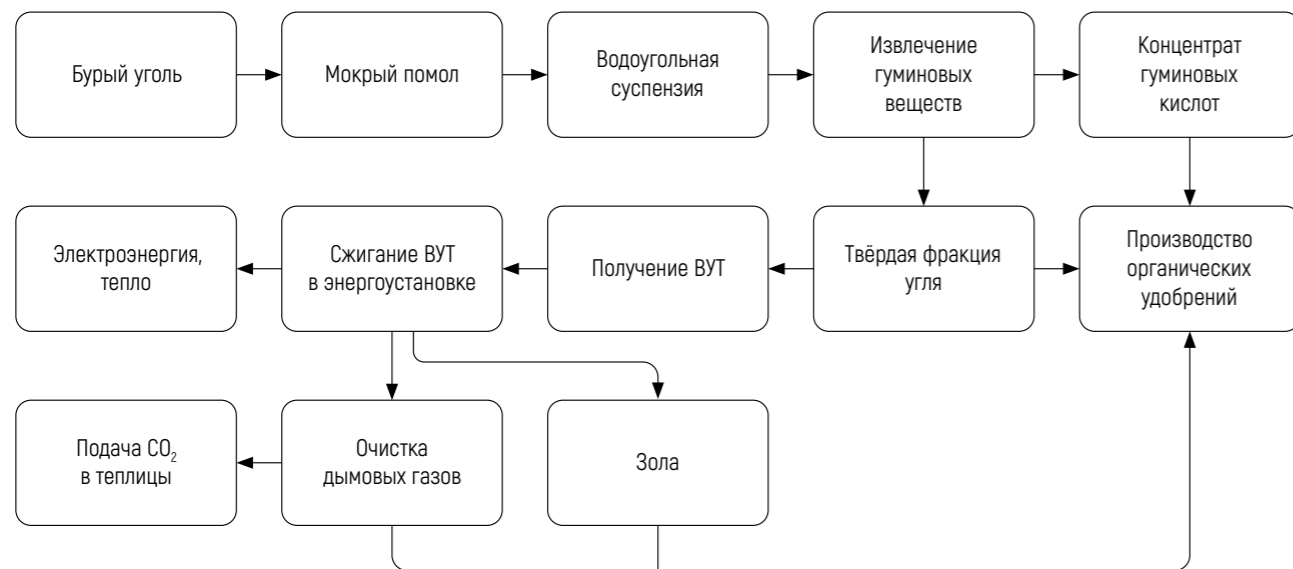 Бурый уголь
Мокрый помол
Водоугольная
суспензия
Извлечение
гуминовых
веществ
Концентрат
гуминовых
кислот
Электроэнергия,
тепло
Сжигание ВУТ
в энергоустановке
Получение ВУТ
Твёрдая фракция
угля
Производство
органических
удобрений
Подача CO₂
в теплицы
Очистка
дымовых газов
Зола